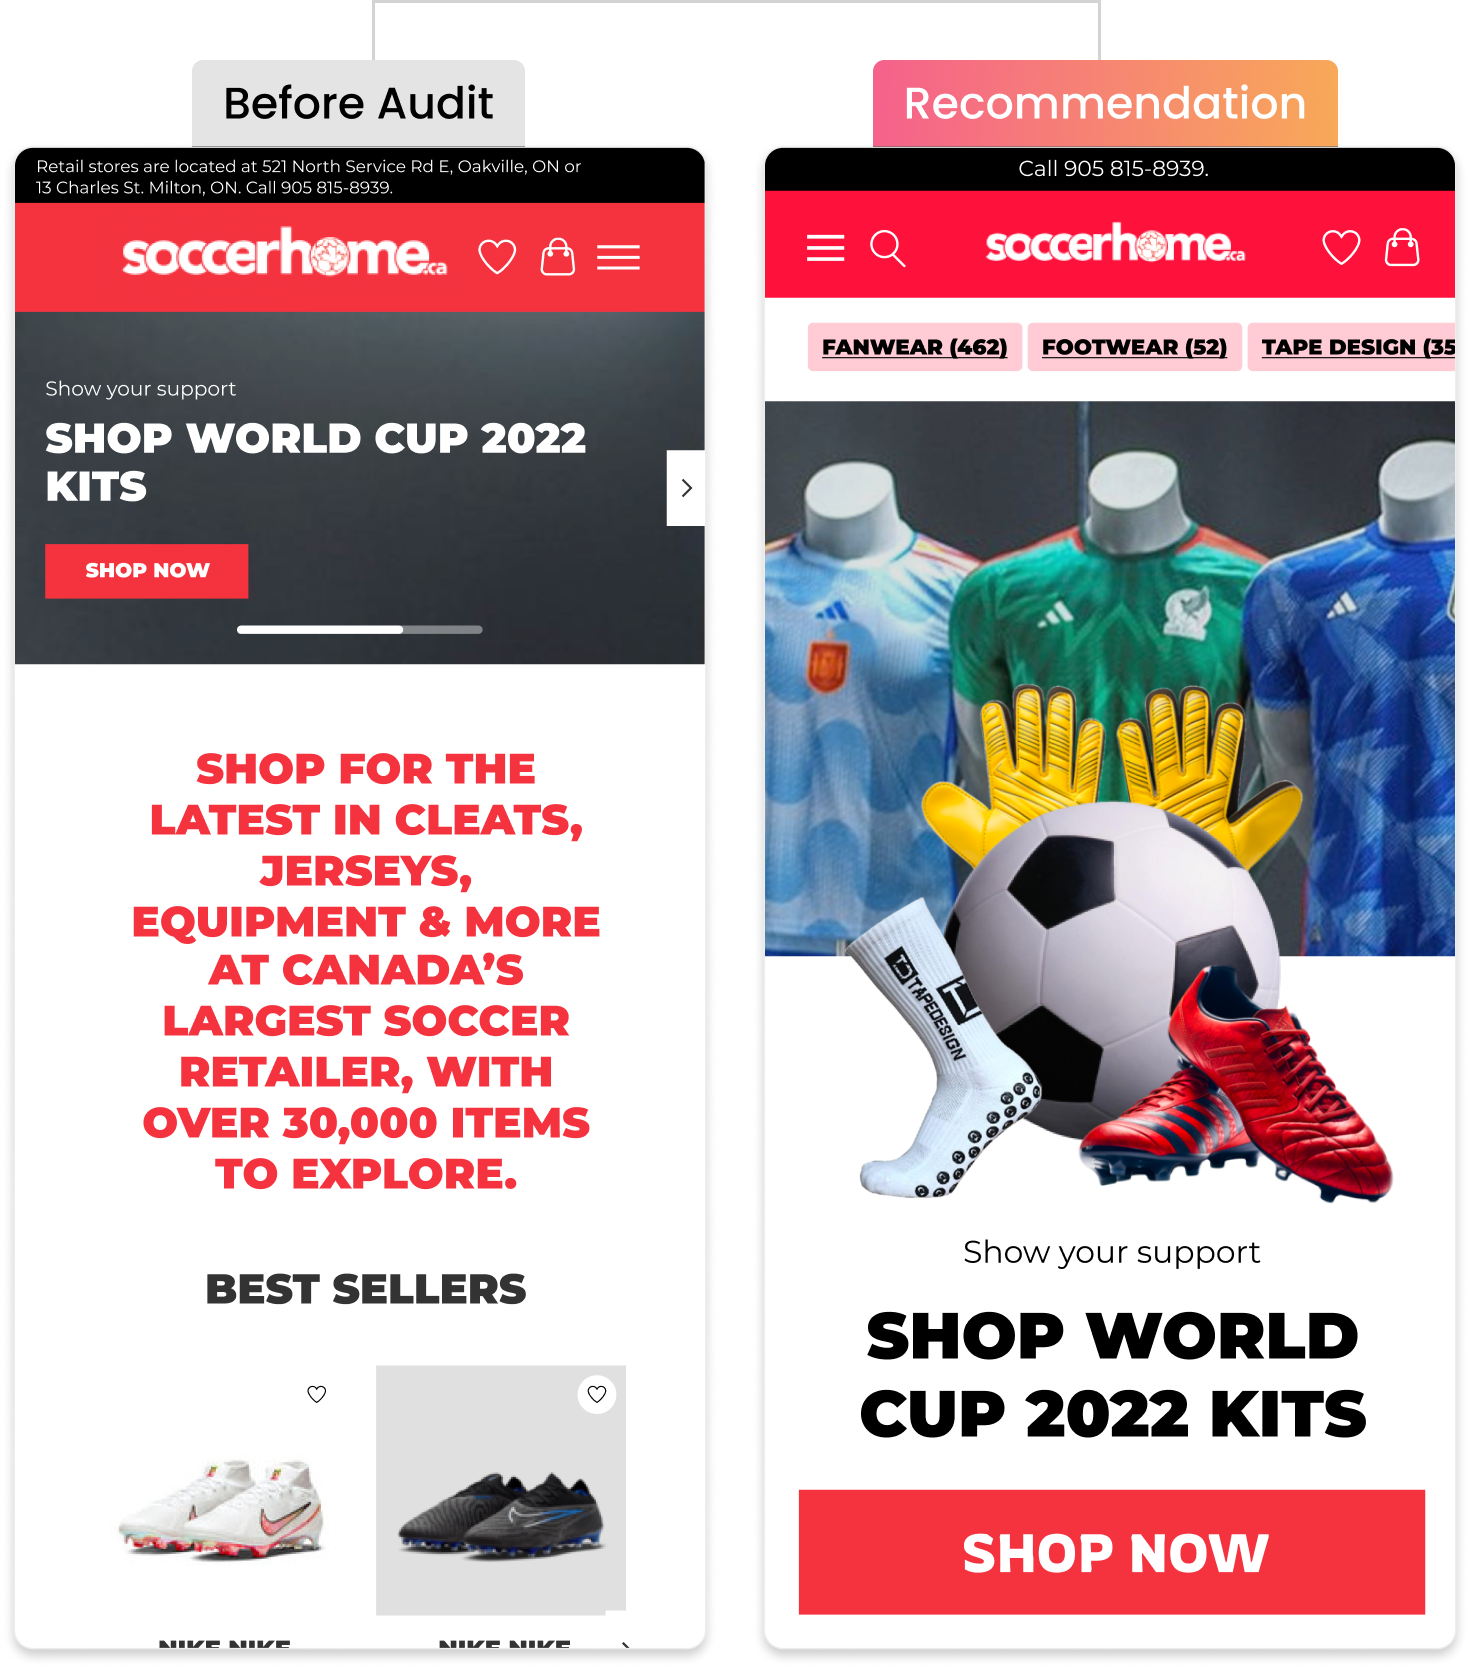 Before Audit
Retail stores are located at 521 North Service Rd E, Oakville, ON or
13 Charles St. Milton, ON. Call 905 815-8939.
soccerhome.ca
Show your support
SHOP WORLD CUP 2022
KITS
SHOP NOW
SHOP FOR THE
LATEST IN CLEATS,
JERSEYS,
EQUIPMENT & MORE
AT CANADA’S
LARGEST SOCCER
RETAILER, WITH
OVER 30,000 ITEMS
TO EXPLORE.
BEST SELLERS
NIKE NIKE
NIKE NIKE
Recommendation
Call 905 815-8939.
soccerhome.ca
FANWEAR (462)
FOOTWEAR (52)
TAPE DESIGN (35
TAPEDESIGN
Show your support
SHOP WORLD
CUP 2022 KITS
SHOP NOW